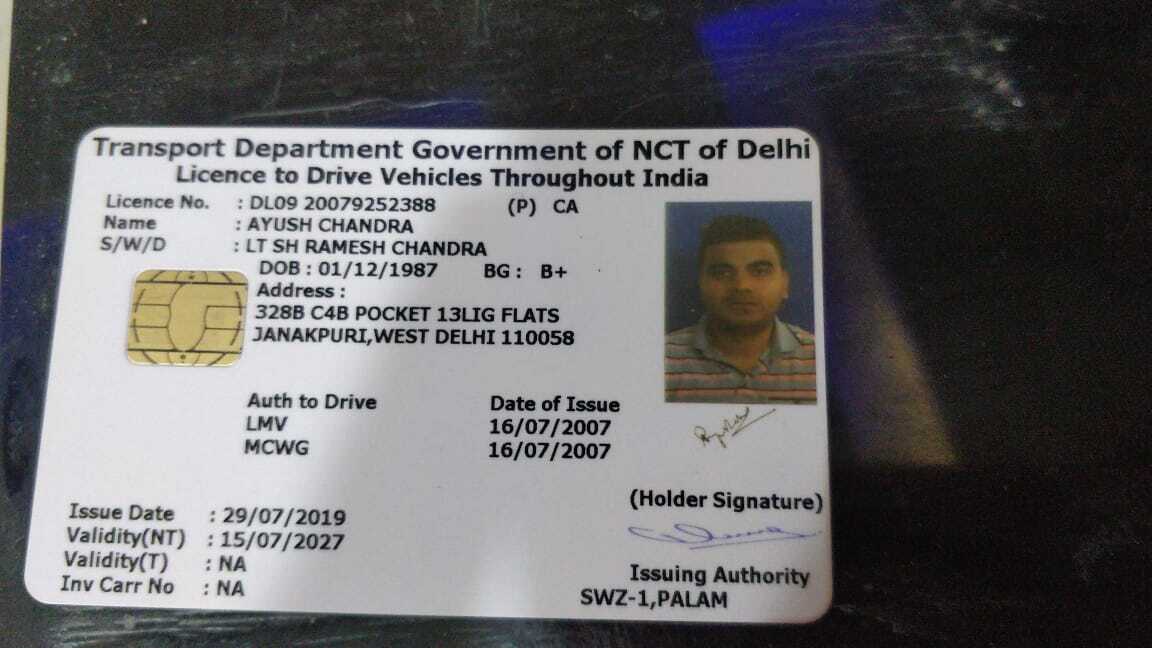 Transport Department Government of NCT of Delhi
Licence to Drive Vehicles Throughout India
Licence No. : DL09 20079252388 (P) CA
Name : AYUSH CHANDRA
S/W/D : LT SH RAMESH CHANDRA
DOB : 01/12/1987 BG : B+
Address :
328B C4B POCKET 13LIG FLATS
JANAKPURI,WEST DELHI 110058
Auth to Drive Date of Issue
LMV 16/07/2007
MCWG 16/07/2007
(Holder Signature)
Issue Date : 29/07/2019
Validity(NT) : 15/07/2027
Validity(T) : NA
Inv Carr No : NA
Issuing Authority
SWZ-1,PALAM